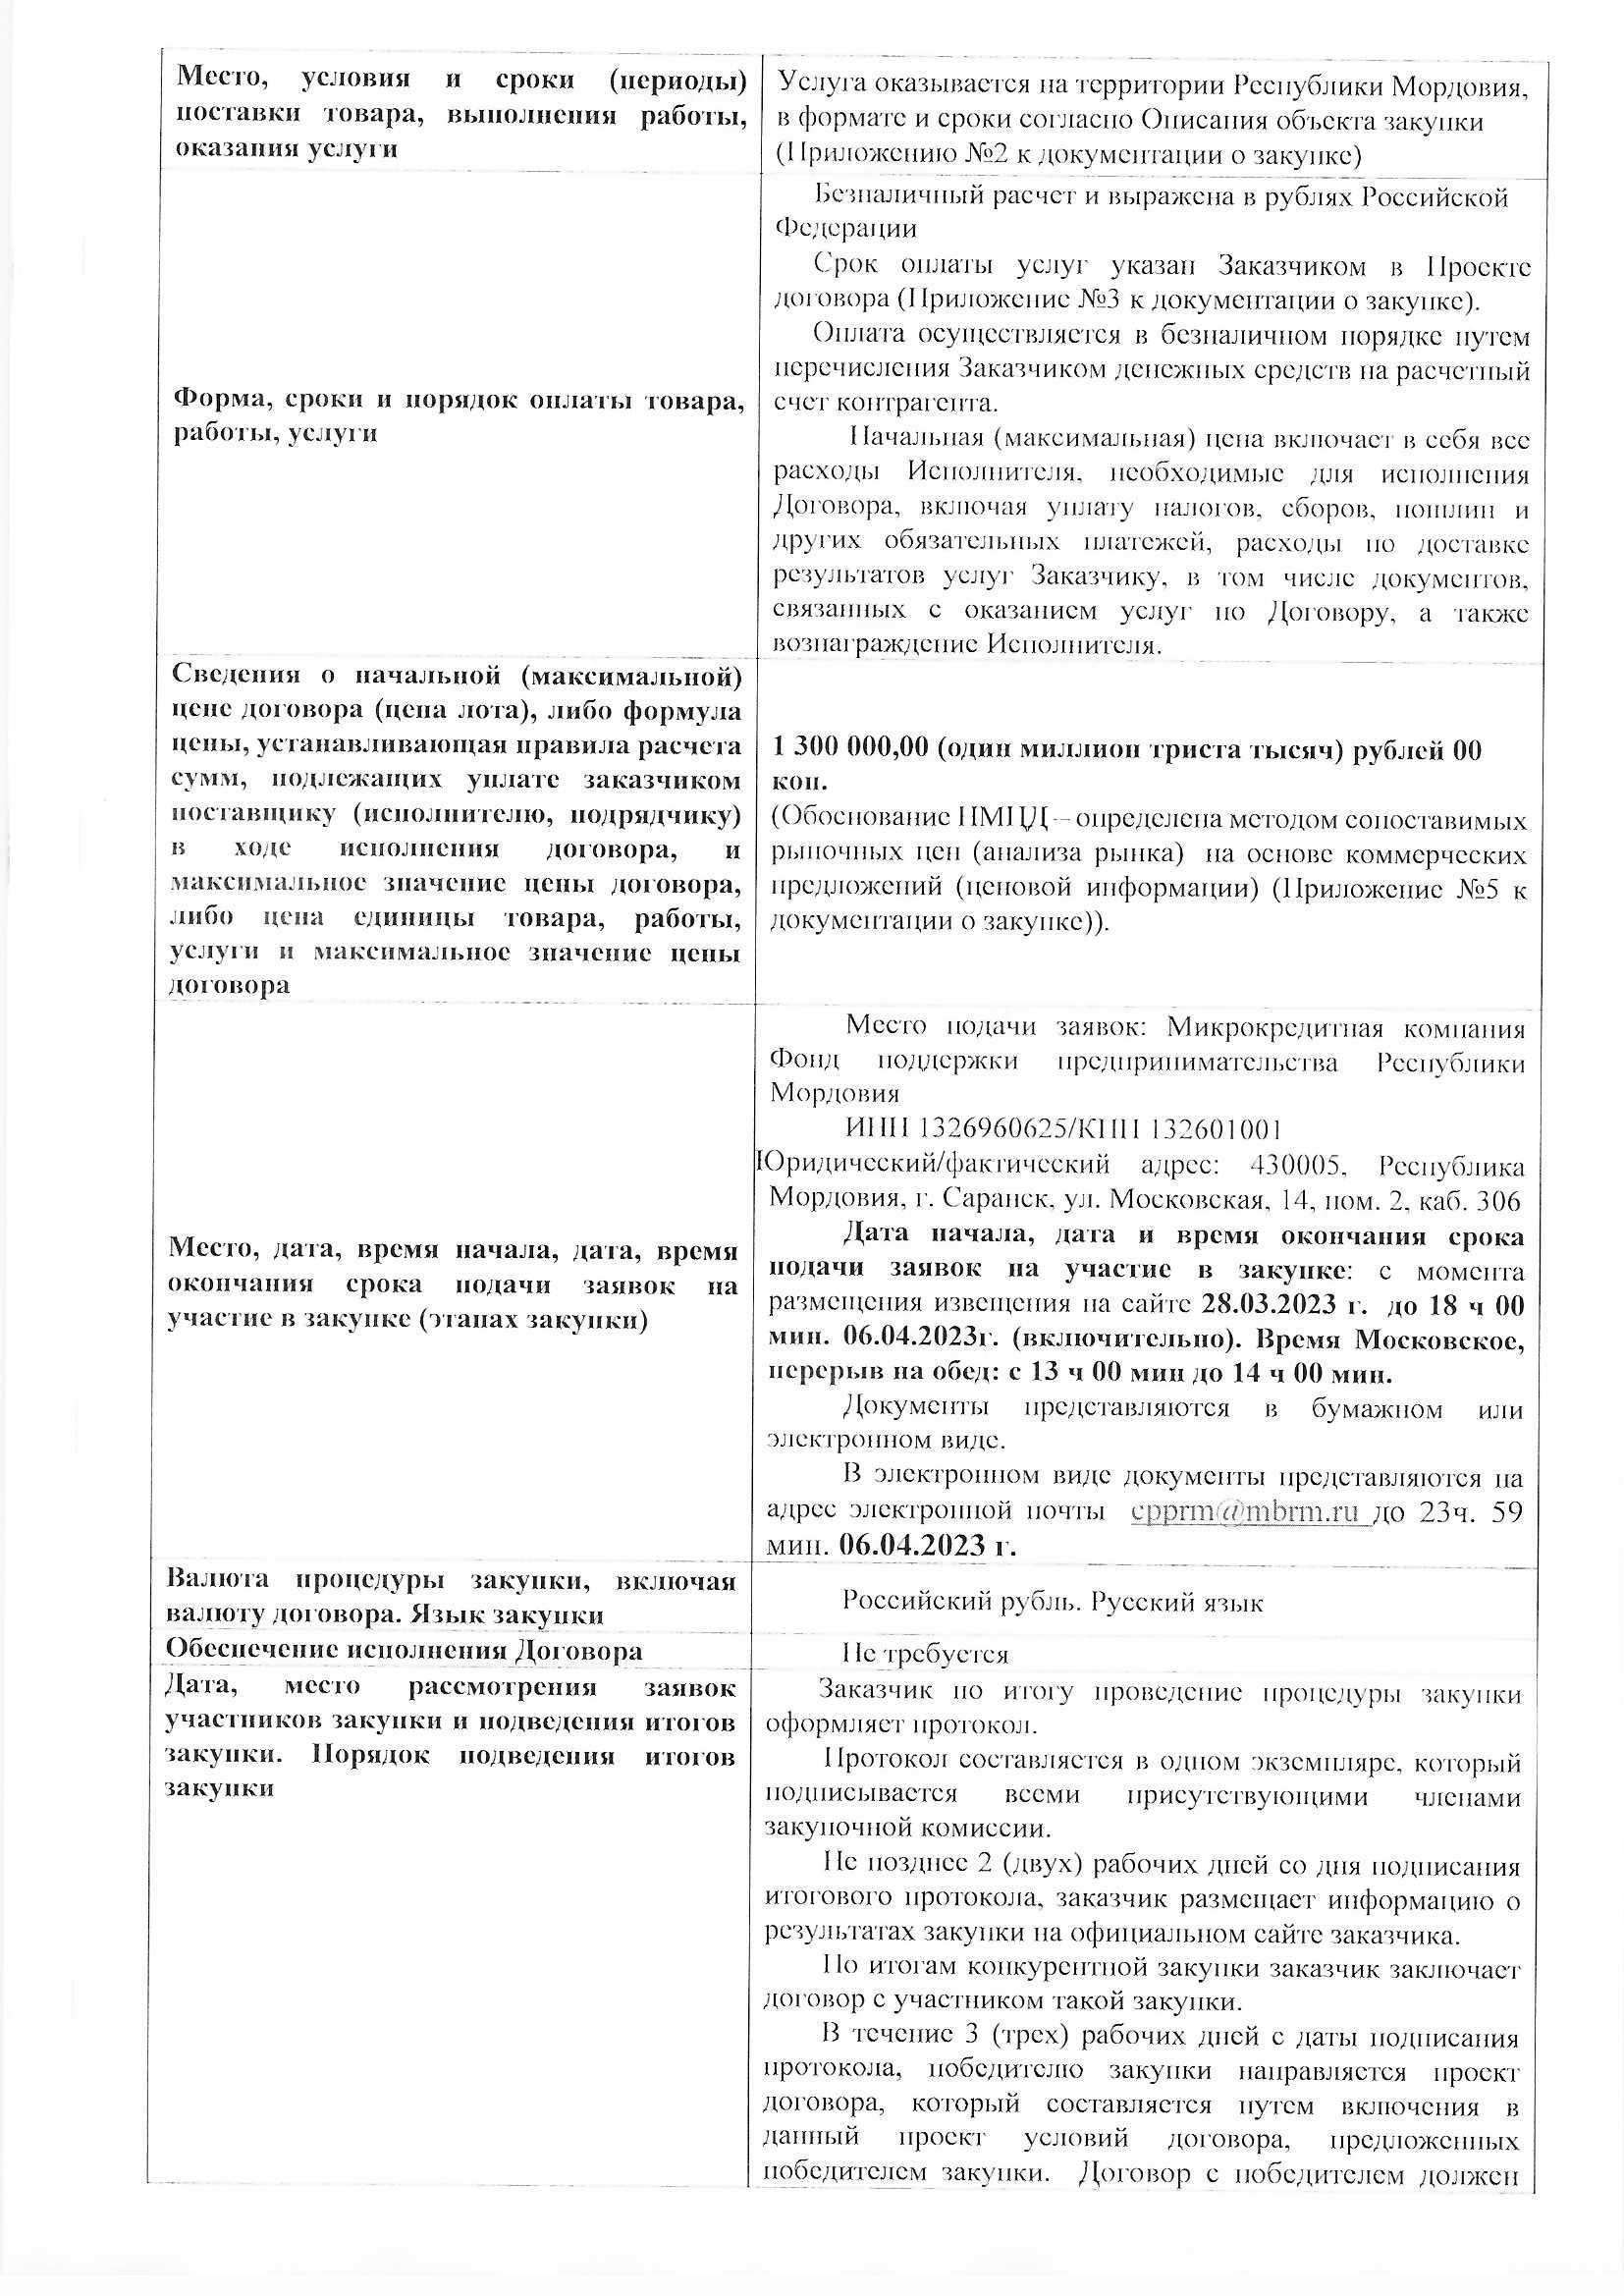 Место, условия и сроки (периоды)
поставки товара, выполнения работы,
оказания услуги
Услуга оказывается на территории Республики Мордовия,
в формате и сроки согласно Описания объекта закупки
(Приложению №2 к документации о закупке)
Форма, сроки и порядок оплаты товара,
работы, услуги
Безналичный расчет и выражена в рублях Российской
Федерации
Срок оплаты услуг указан Заказчиком в Проекте
договора (Приложение №3 к документации о закупке).
Оплата осуществляется в безналичном порядке путем
перечисления Заказчиком денежных средств на расчетный
счет контрагента.
Начальная (максимальная) цена включает в себя все
расходы Исполнителя, необходимые для исполнения
Договора, включая уплату налогов, сборов, пошлин и
других обязательных платежей, расходы по доставке
результатов услуг Заказчику, в том числе документов,
связанных с оказанием услуг по Договору, а также
вознаграждение Исполнителя.
Сведения о начальной (максимальной)
цене договора (цена лота), либо формула
цены, устанавливающая правила расчета
сумм, подлежащих уплате заказчиком
поставщику (исполнителю, подрядчику)
в ходе исполнения договора, и
максимальное значение цены договора,
либо цена единицы товара, работы,
услуги и максимальное значение цены
договора
1 300 000,00 (один миллион триста тысяч) рублей 00
коп.
(Обоснование НМЦД – определена методом сопоставимых
рыночных цен (анализа рынка) на основе коммерческих
предложений (ценовой информации) (Приложение №5 к
документации о закупке)).
Место, дата, время начала, дата, время
окончания срока подачи заявок на
участие в закупке (этапах закупки)
Место подачи заявок: Микрокредитная компания
Фонд поддержки предпринимательства Республики
Мордовия
ИНН 1326960625/КПП 132601001
Юридический/фактический адрес: 430005, Республика
Мордовия, г. Саранск, ул. Московская, 14, пом. 2, каб. 306
Дата начала, дата и время окончания срока
подачи заявок на участие в закупке: с момента
размещения извещения на сайте 28.03.2023 г. до 18 ч 00
мин. 06.04.2023г. (включительно). Время Московское,
перерыв на обед: с 13 ч 00 мин до 14 ч 00 мин.
Документы представляются в бумажном или
электронном виде.
В электронном виде документы представляются на
адрес электронной почты cpprm@mbrm.ru до 23ч. 59
мин. 06.04.2023 г.
Валюта процедуры закупки, включая
валюту договора. Язык закупки
Российский рубль. Русский язык
Обеспечение исполнения Договора
Не требуется
Дата, место рассмотрения заявок
участников закупки и подведения итогов
закупки. Порядок подведения итогов
закупки
Заказчик по итогу проведение процедуры закупки
оформляет протокол.
Протокол составляется в одном экземпляре, который
подписывается всеми присутствующими членами
закупочной комиссии.
Не позднее 2 (двух) рабочих дней со дня подписания
итогового протокола, заказчик размещает информацию о
результатах закупки на официальном сайте заказчика.
По итогам конкурентной закупки заказчик заключает
договор с участником такой закупки.
В течение 3 (трех) рабочих дней с даты подписания
протокола, победителю закупки направляется проект
договора, который составляется путем включения в
данный проект условий договора, предложенных
победителем закупки. Договор с победителем должен